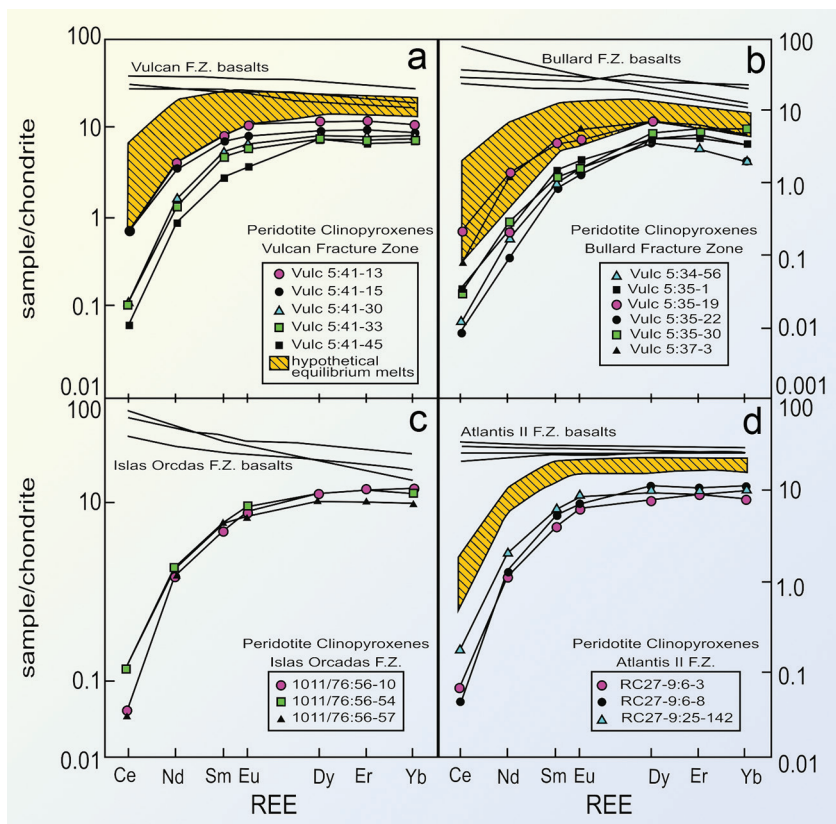 a
b
100
10
1
0.1
0.01
sample/chondrite
Vulcan F.Z. basalts
Peridotite Clinopyroxenes
Vulcan Fracture Zone
Vulc 5:41-13
Vulc 5:41-15
Vulc 5:41-30
Vulc 5:41-33
Vulc 5:41-45
hypothetical
equilibrium melts
Bullard F.Z. basalts
Peridotite Clinopyroxenes
Bullard Fracture Zone
Vulc 5:34-56
Vulc 5:35-1
Vulc 5:35-19
Vulc 5:35-22
Vulc 5:35-30
Vulc 5:37-3
100
10
1.0
0.1
0.01
0.001
c
d
100
10
1
0.1
0.01
sample/chondrite
Islas Orcdas F.Z. basalts
Peridotite Clinopyroxenes
Islas Orcadas F.Z.
1011/76:56-10
1011/76:56-54
1011/76:56-57
Atlantis II F.Z. basalts
Peridotite Clinopyroxenes
Atlantis II F.Z.
RC27-9:6-3
RC27-9:6-8
RC27-9:25-142
100
10
1.0
0.1
0.01
Ce Nd Sm Eu Dy Er Yb
REE
Ce Nd Sm Eu Dy Er Yb
REE